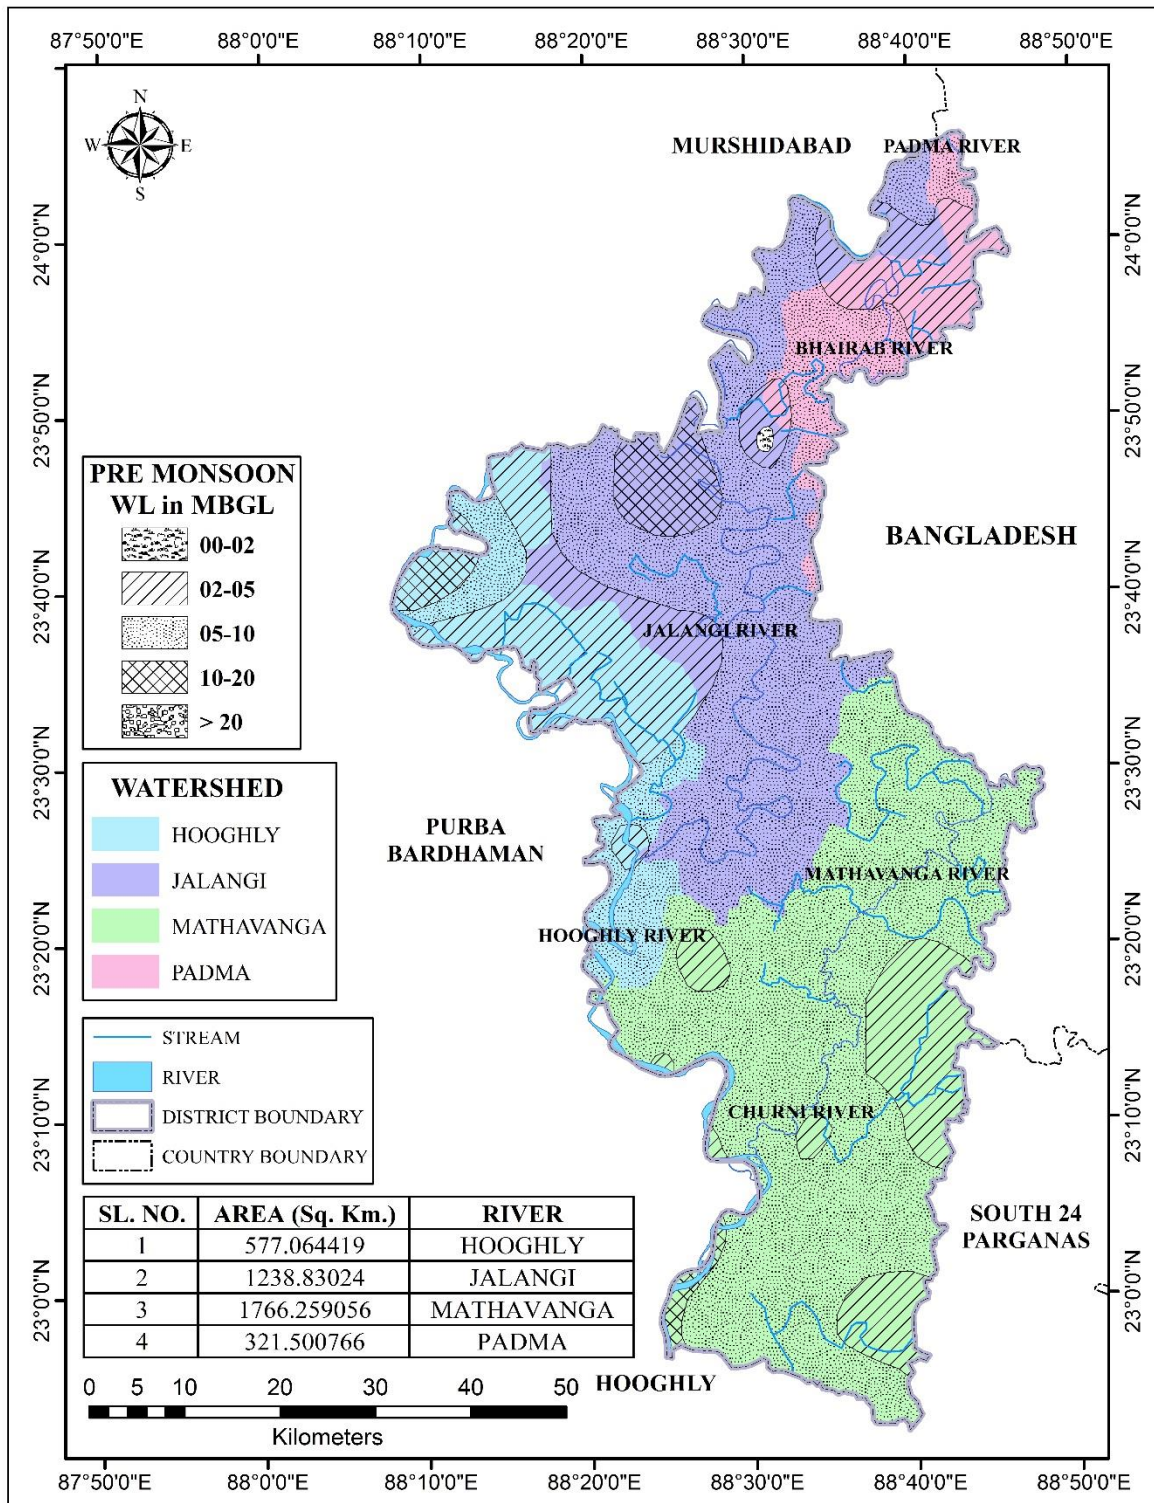 87°50'0"E 88°0'0"E 88°10'0"E 88°20'0"E 88°30'0"E 88°40'0"E 88°50'0"E
N
W E
S
MURSHIDABAD
PADMA RIVER
24°0'0"N
24°0'0"N
BHAIRAB RIVER
23°50'0"N
23°50'0"N
PRE MONSOON
WL in MBGL
00-02
02-05
05-10
10-20
> 20
BANGLADESH
23°40'0"N
23°40'0"N
JALANGI RIVER
23°30'0"N
23°30'0"N
WATERSHED
HOOGHLY
JALANGI
MATHAVANGA
PADMA
PURBA
BARDHAMAN
MATHAVANGA RIVER
HOOGHLY RIVER
23°20'0"N
23°20'0"N
STREAM
RIVER
DISTRICT BOUNDARY
COUNTRY BOUNDARY
CHURNI RIVER
23°10'0"N
23°10'0"N
SL. NO. AREA (Sq. Km.) RIVER
1 577.064419 HOOGHLY
2 1238.83024 JALANGI
3 1766.259056 MATHAVANGA
4 321.500766 PADMA
SOUTH 24
PARGANAS
23°0'0"N
23°0'0"N
HOOGHLY
0 5 10 20 30 40 50
Kilometers
87°50'0"E 88°0'0"E 88°10'0"E 88°20'0"E 88°30'0"E 88°40'0"E 88°50'0"E